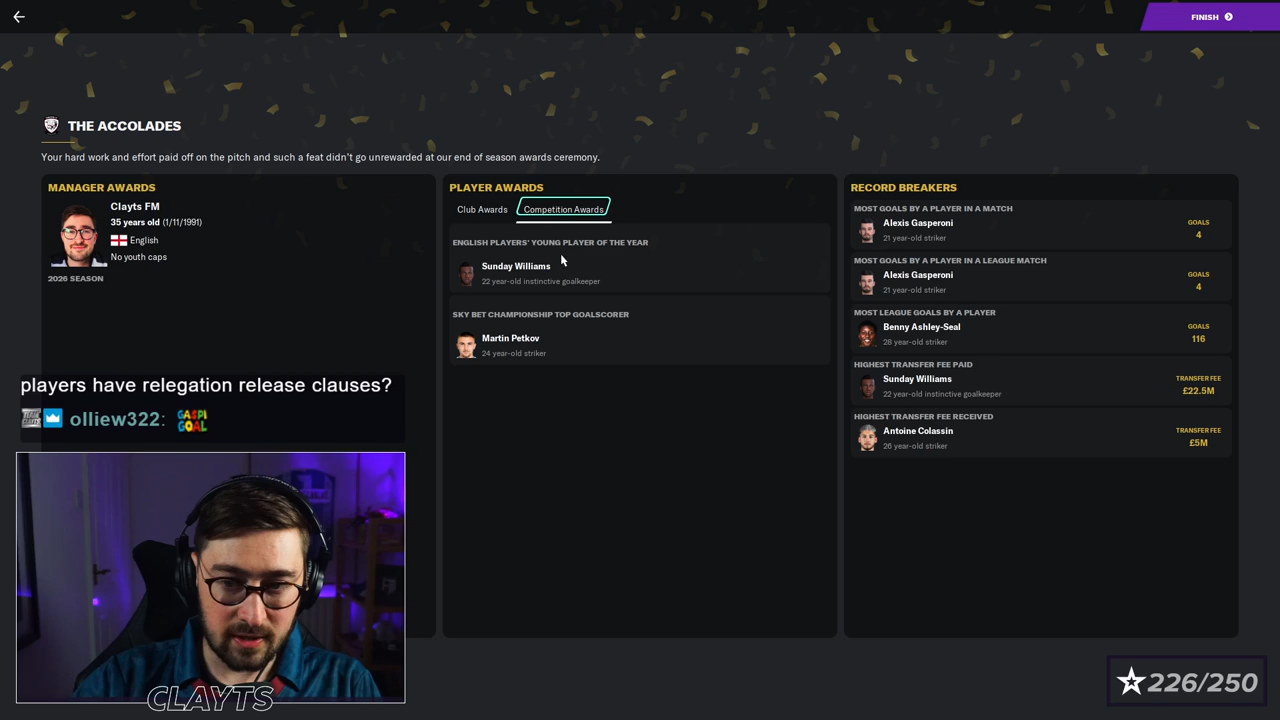 FINISH
THE ACCOLADES
Your hard work and effort paid off on the pitch and such a feat didn't go unrewarded at our end of season awards ceremony.
MANAGER AWARDS
Clayts FM
35 years old (1/11/1991)
English
No youth caps
2026 SEASON
PLAYER AWARDS
Club Awards
Competition Awards
ENGLISH PLAYERS' YOUNG PLAYER OF THE YEAR
Sunday Williams
22 year-old instinctive goalkeeper
SKY BET CHAMPIONSHIP TOP GOALSCORER
Martin Petkov
24 year-old striker
RECORD BREAKERS
MOST GOALS BY A PLAYER IN A MATCH
Alexis Gasperoni
21 year-old striker
GOALS
4
MOST GOALS BY A PLAYER IN A LEAGUE MATCH
Alexis Gasperoni
21 year-old striker
GOALS
4
MOST LEAGUE GOALS BY A PLAYER
Benny Ashley-Seal
28 year-old striker
GOALS
116
HIGHEST TRANSFER FEE PAID
Sunday Williams
22 year-old instinctive goalkeeper
TRANSFER FEE
£22.5M
HIGHEST TRANSFER FEE RECEIVED
Antoine Colassin
26 year-old striker
TRANSFER FEE
£5M
players have relegation release clauses?
olliew322:
GASPI
GOAL
CLAYTS
226/250